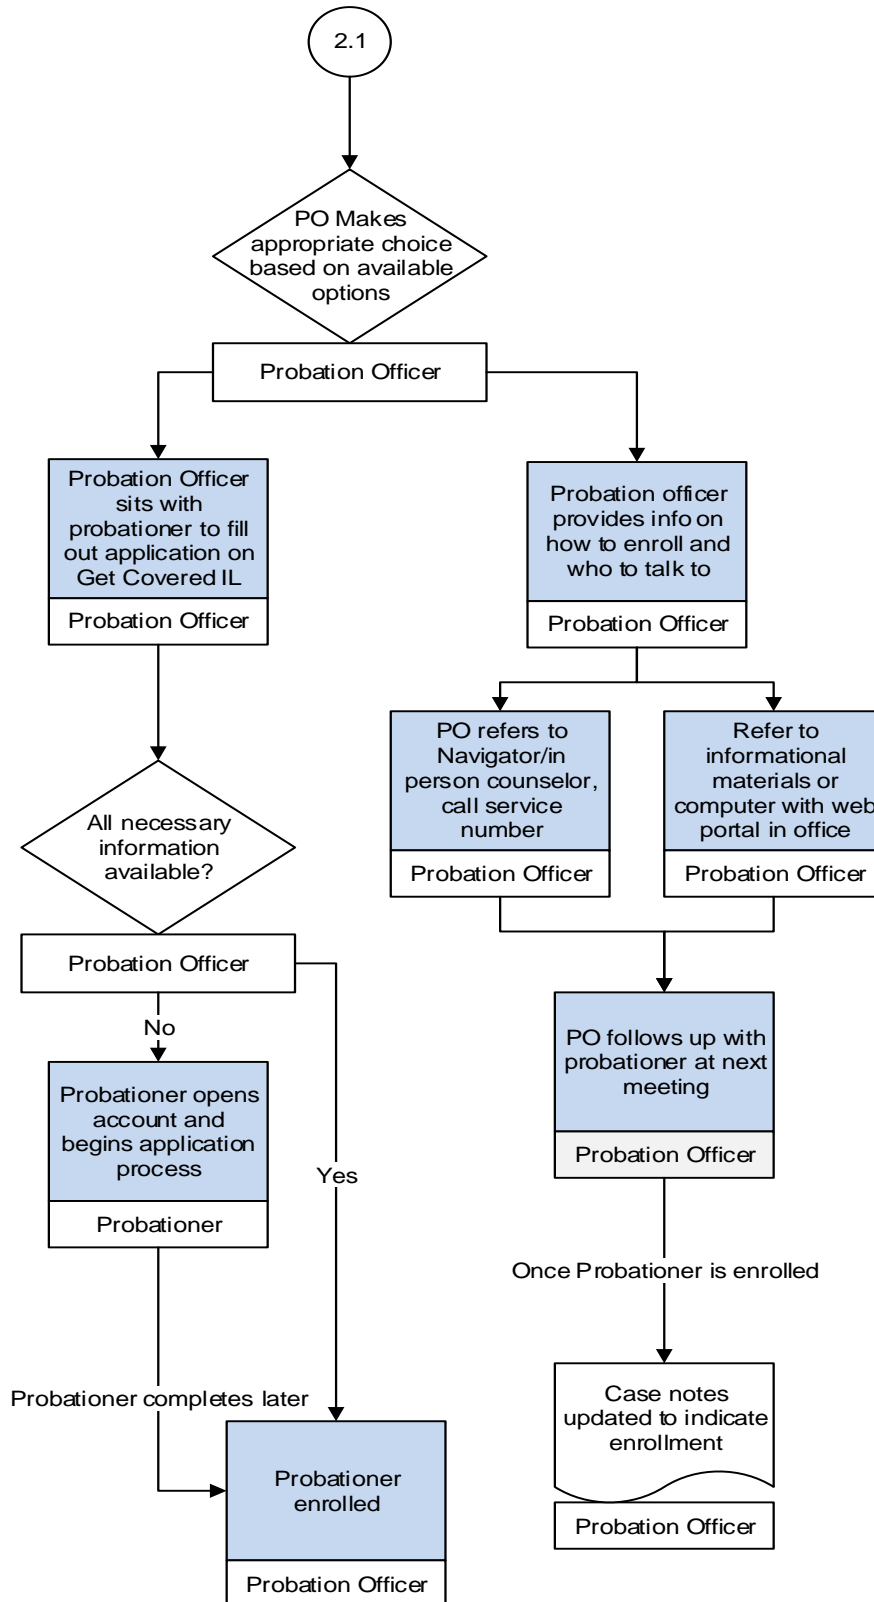 2.1
PO Makes
appropriate choice
based on available
options
Probation Officer
Probation Officer
sits with
probationer to fill
out application on
Get Covered IL
Probation Officer
Probation officer
provides info on
how to enroll and
who to talk to
Probation Officer
PO refers to
Navigator/in
person counselor,
call service
number
Probation Officer
Refer to
informational
materials or
computer with web
portal in office
Probation Officer
All necessary
information
available?
Probation Officer
No
Yes
Probationer opens
account and
begins application
process
Probationer
PO follows up with
probationer at next
meeting
Probation Officer
Once Probationer is enrolled
Probationer completes later
Probationer
enrolled
Probation Officer
Case notes
updated to indicate
enrollment
Probation Officer